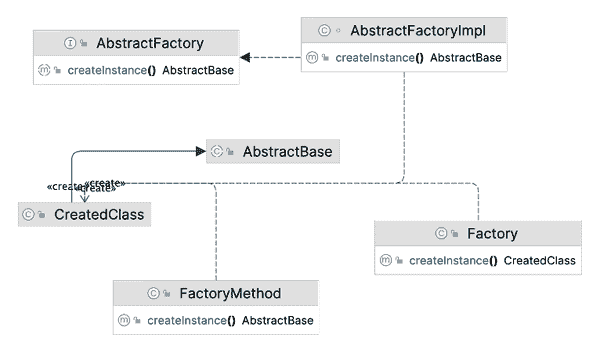 AbstractFactory
createInstance() AbstractBase
AbstractFactoryImpl
createInstance() AbstractBase
AbstractBase
«create»
«create»
«create»
CreatedClass
Factory
createInstance() CreatedClass
FactoryMethod
createInstance() AbstractBase